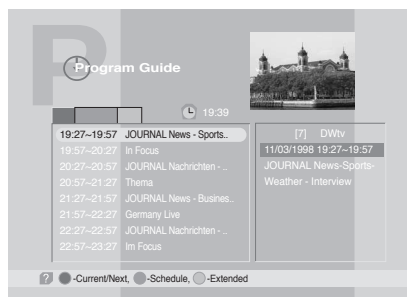 Program Guide
19:39
19:27~19:57 JOURNAL News - Sports..
19:57~20:27 In Focus
20:27~20:57 JOURNAL Nachrichten - ..
20:57~21:27 Thema
21:27~21:57 JOURNAL News - Busines..
21:57~22:27 Germany Live
22:27~22:57 JOURNAL Nachrichten - ..
22:57~23:27 Im Focus
[7] DWtv
11/03/1998 19:27~19:57
JOURNAL News-Sports-
Weather - Interview
? -Current/Next, -Schedule, -Extended